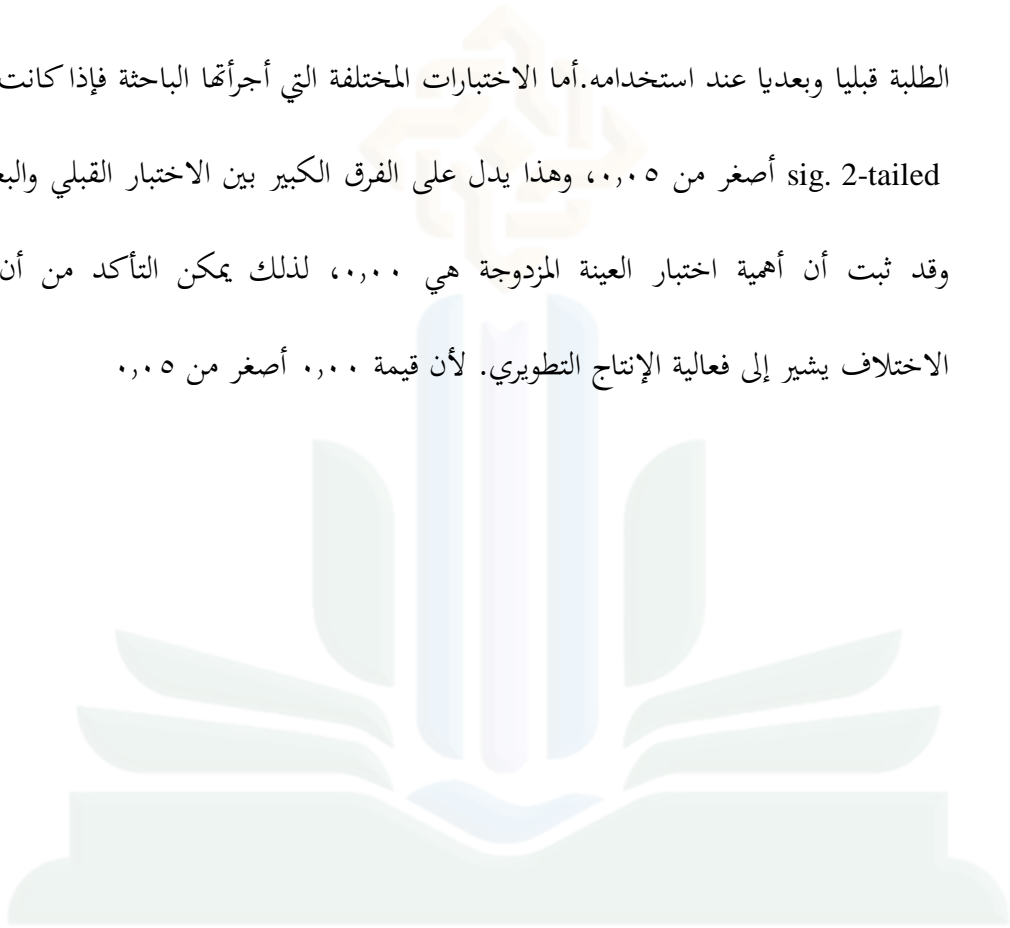 الطلبة قبليا وبعديا عند استخدامه.أما الاختبارات المختلفة التي أجرأتها الباحثة فإذا كانت
sig. 2-tailed أصغر من ٠,٠٥، وهذا يدل على الفرق الكبير بين الاختبار القبلي
وقد ثبت أن أهمية اختبار العينة المزدوجة هي ٠,٠٠، لذلك يمكن التأكد من أن
الاختلاف يشير إلى فعالية الإنتاج التطويري. لأن قيمة ٠,٠٠ أصغر من ٠,٠٥